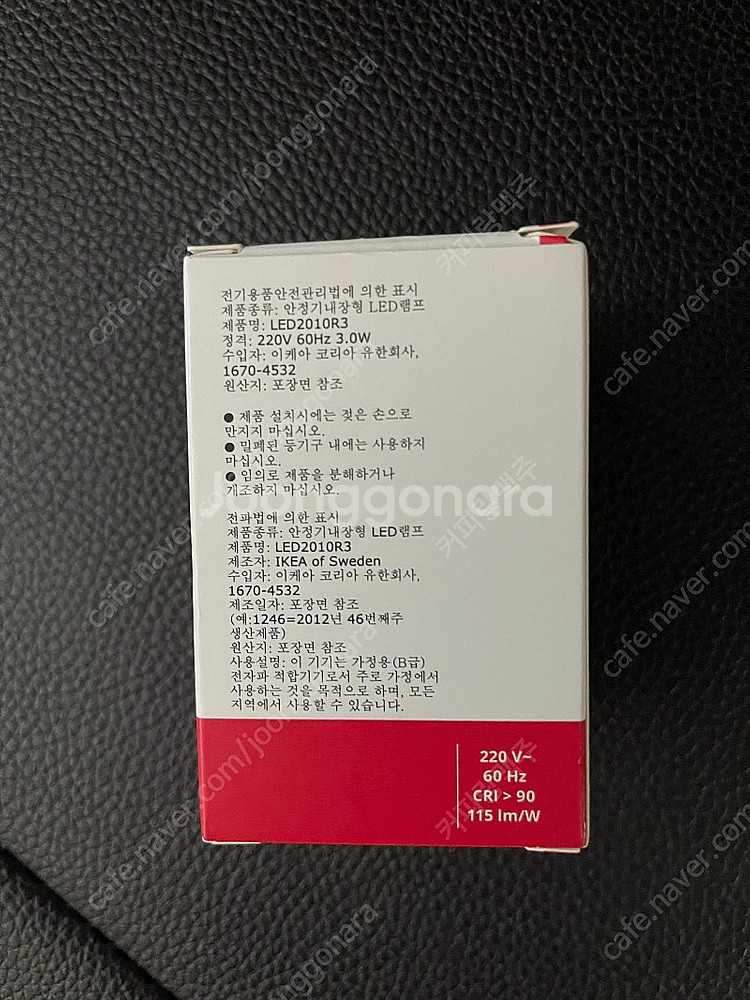 전기용품안전관리법에 의한 표시
제품종류: 안정기내장형 LED램프
제품명: LED2010R3
정격: 220V 60Hz 3.0W
수입자: 이케아 코리아 유한회사,
1670-4532
원산지: 포장면 참조
● 제품 설치시에는 젖은 손으로
만지지 마십시오.
● 밀폐된 등기구 내에는 사용하지
마십시오.
● 임의로 제품을 분해하거나
개조하지 마십시오.
전파법에 의한 표시
제품종류: 안정기내장형 LED램프
제품명: LED2010R3
제조자: IKEA of Sweden
수입자: 이케아 코리아 유한회사,
1670-4532
제조일자: 포장면 참조
(예:1246=2012년 46번째주
생산제품)
원산지: 포장면 참조
사용설명: 이 기기는 가정용(B급)
전자파 적합기기로서 주로 가정에서
사용하는 것을 목적으로 하며, 모든
지역에서 사용할 수 있습니다.
220 V~
60 Hz
CRI > 90
115 lm/W
Joonggonara
cafe.naver.com/joonggonara
커피랑맥주